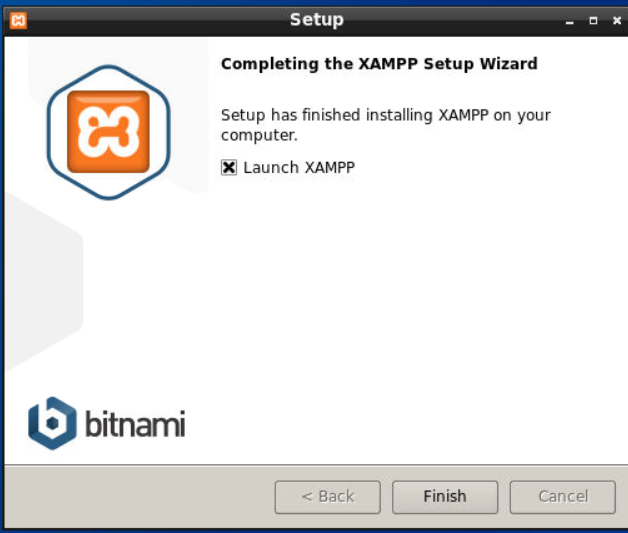 Setup
Completing the XAMPP Setup Wizard
Setup has finished installing XAMPP on your
computer.
Launch XAMPP
bitnami
< Back
Finish
Cancel